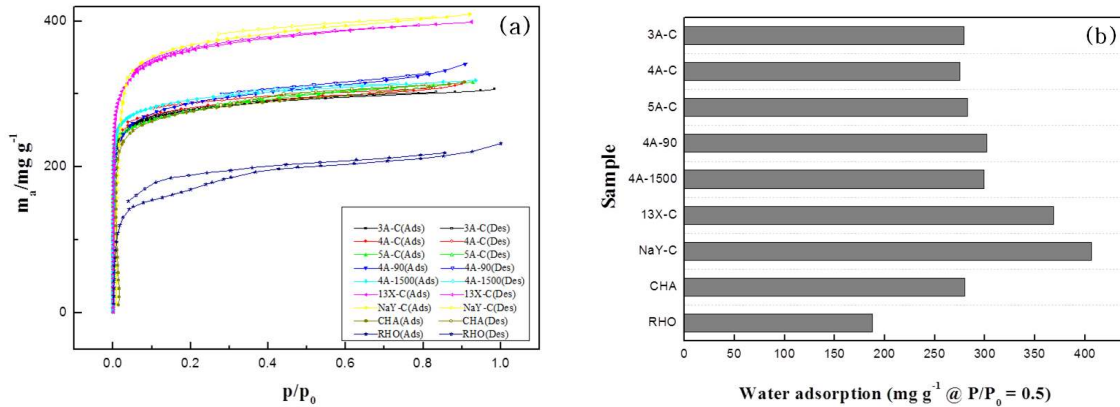 (a)
400
200
0
mₐ/mg g⁻¹
3A-C(Ads) 3A-C(Des)
4A-C(Ads) 4A-C(Des)
5A-C(Ads) 5A-C(Des)
4A-90(Ads) 4A-90(Des)
4A-1500(Ads) 4A-1500(Des)
13X-C(Ads) 13X-C(Des)
NaY-C(Ads) NaY-C(Des)
CHA(Ads) CHA(Des)
RHO(Ads) RHO(Des)
0.0 0.2 0.4 0.6 0.8 1.0
p/p₀
(b)
Sample
3A-C
4A-C
5A-C
4A-90
4A-1500
13X-C
NaY-C
CHA
RHO
0 50 100 150 200 250 300 350 400
Water adsorption (mg g⁻¹ @ P/P₀ = 0.5)